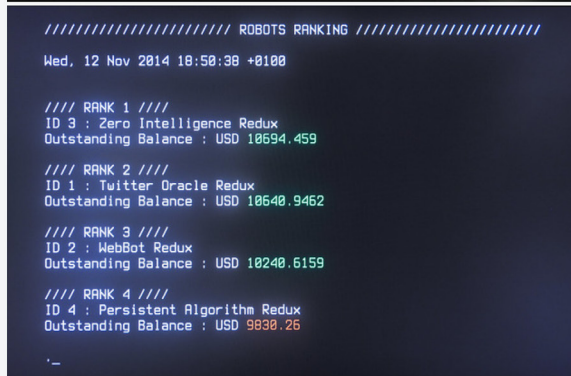 /////////////////////// ROBOTS RANKING ///////////////////////
Wed, 12 Nov 2014 18:50:38 +0100
//// RANK 1 ////
ID 3 : Zero Intelligence Redux
Outstanding Balance : USD 10694.459
//// RANK 2 ////
ID 1 : Twitter Oracle Redux
Outstanding Balance : USD 10640.9462
//// RANK 3 ////
ID 2 : WebBot Redux
Outstanding Balance : USD 10240.6159
//// RANK 4 ////
ID 4 : Persistent Algorithm Redux
Outstanding Balance : USD 9830.26
._